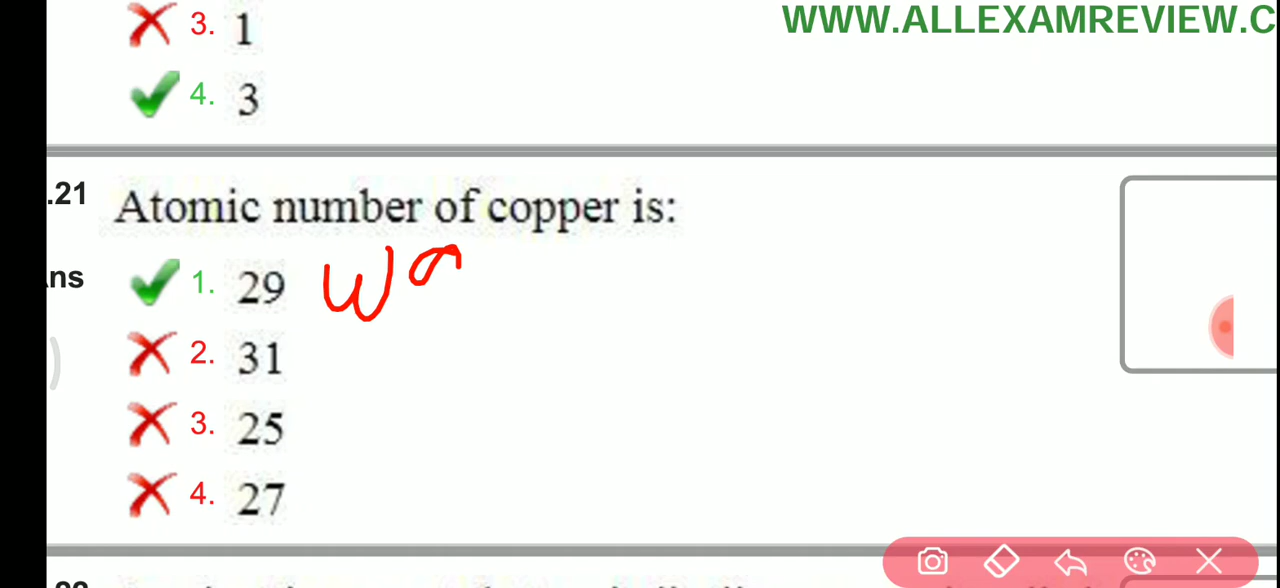 WWW.ALLEXAMREVIEW.C
3. 1
4. 3
.21 Atomic number of copper is:
ns 1. 29
2. 31
3. 25
4. 27